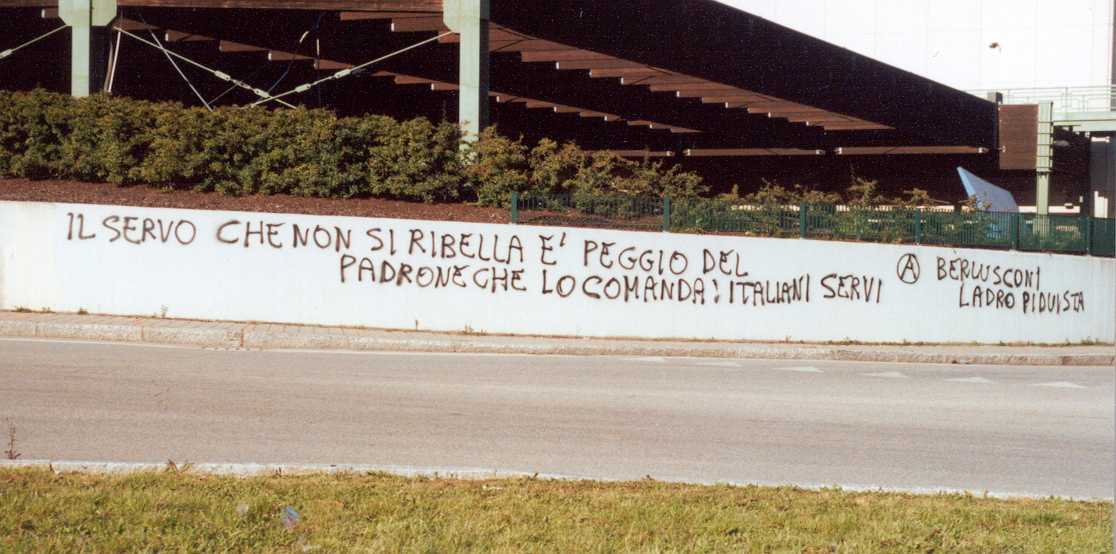 IL SERVO CHE NON SI RIBELLA E' PEGGIO DEL
PADRONE CHE LO COMANDA: ITALIANI SERVI
Ⓐ BERLUSCONI
LADRO PIDUISTA